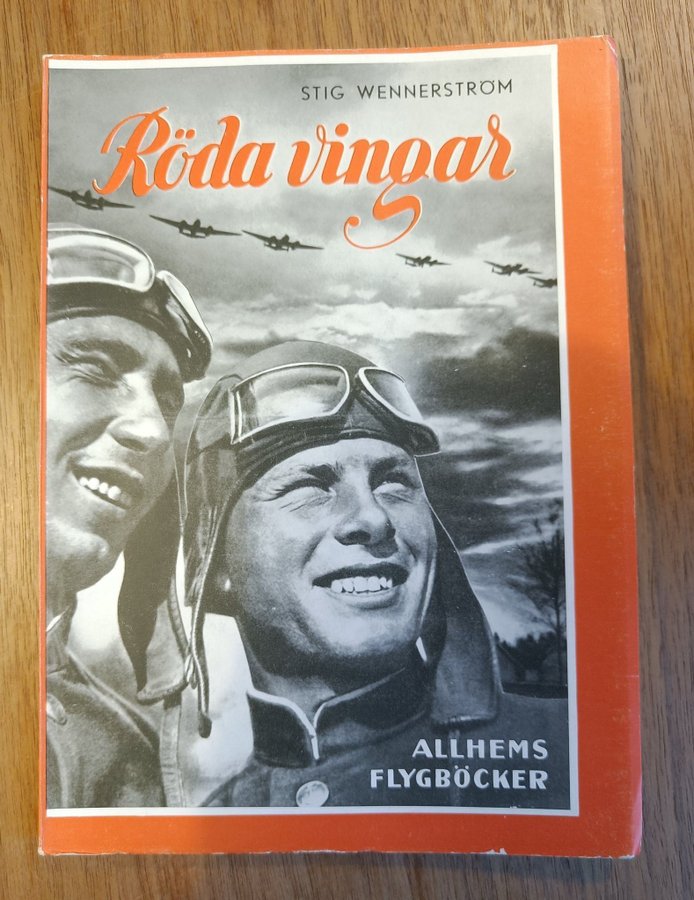 STIG WENNERSTRÖM
Röda vingar
ALLHEMS
FLYGBÖCKER